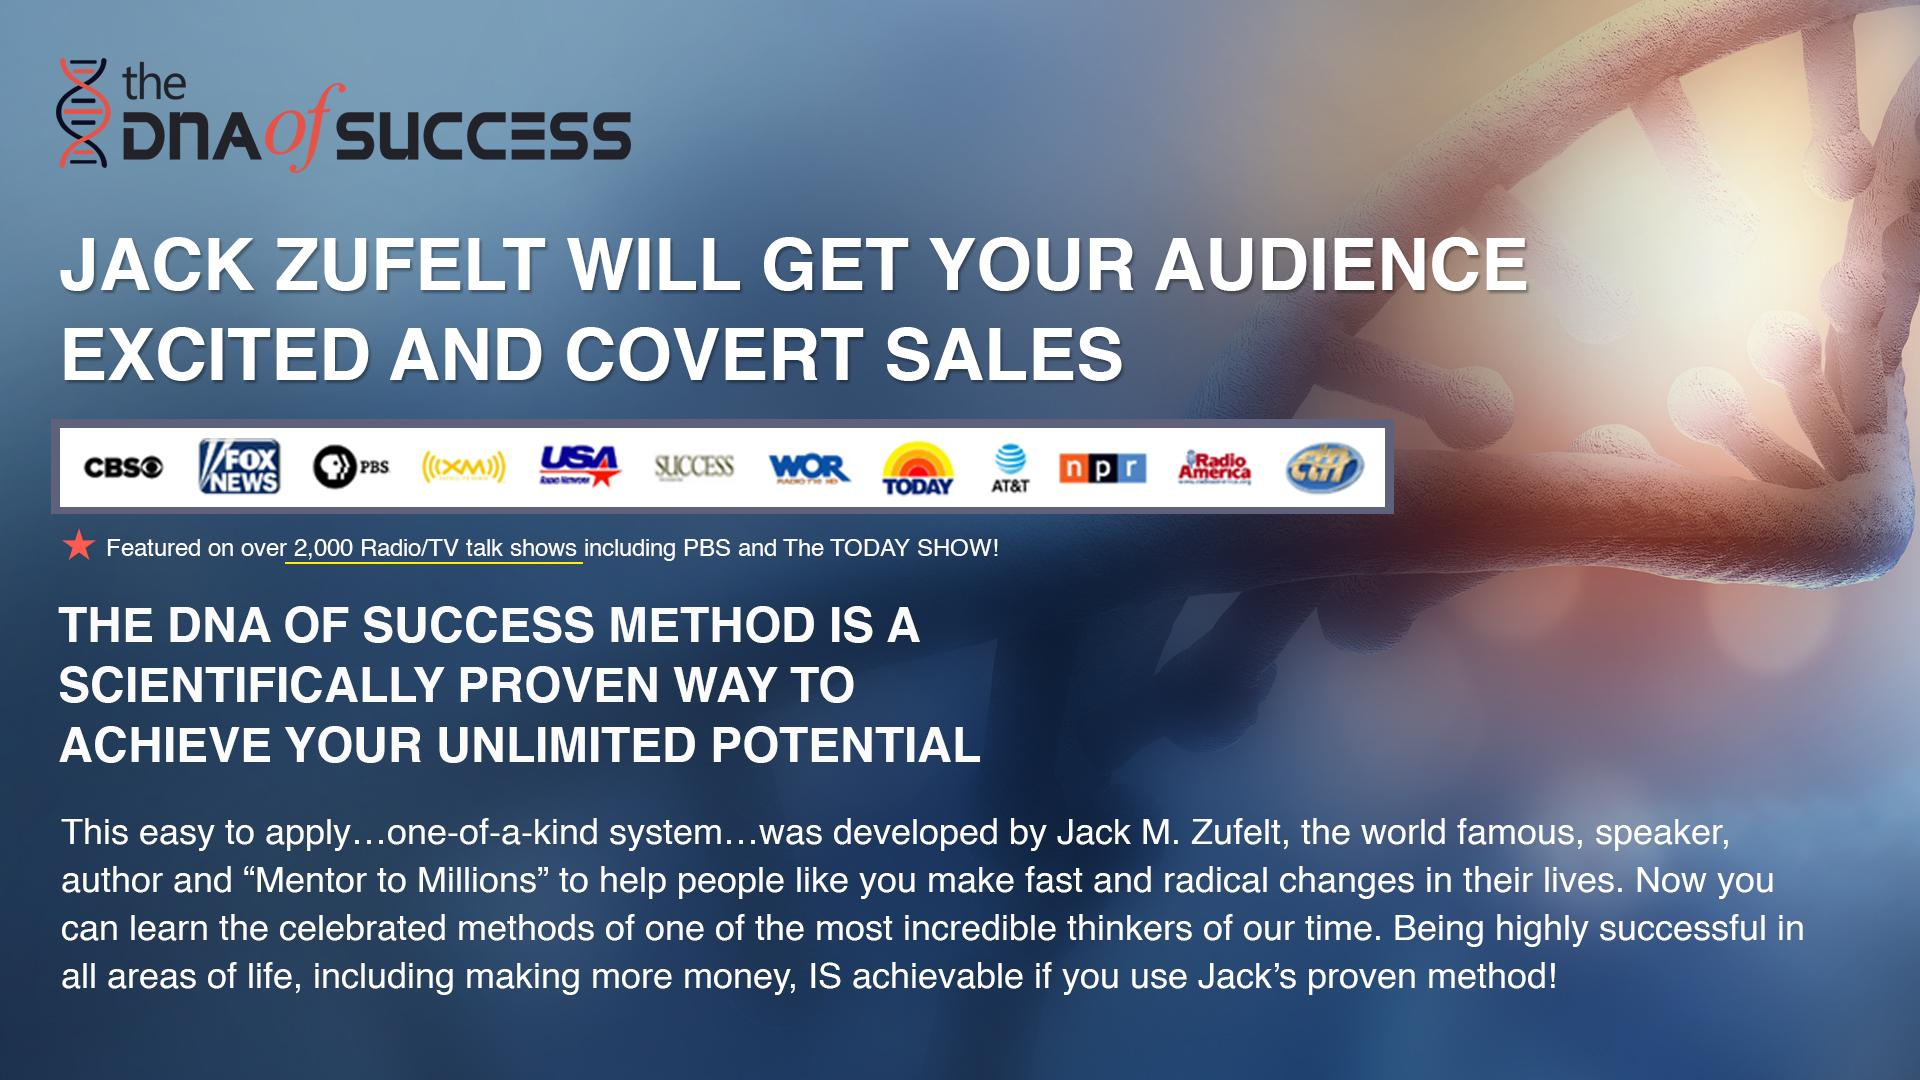 the
DNA of SUCCESS
JACK ZUFELT WILL GET YOUR AUDIENCE
EXCITED AND COVERT SALES
CBS FOX NEWS PBS ((XM)) USA RADIO NETWORK SUCCESS WOR RADIO 710 HD TODAY AT&T npr Radio America
Featured on over 2,000 Radio/TV talk shows including PBS and The TODAY SHOW!
THE DNA OF SUCCESS METHOD IS A
SCIENTIFICALLY PROVEN WAY TO
ACHIEVE YOUR UNLIMITED POTENTIAL
This easy to apply…one-of-a-kind system…was developed by Jack M. Zufelt, the world famous, speaker,
author and “Mentor to Millions” to help people like you make fast and radical changes in their lives. Now you
can learn the celebrated methods of one of the most incredible thinkers of our time. Being highly successful in
all areas of life, including making more money, IS achievable if you use Jack’s proven method!